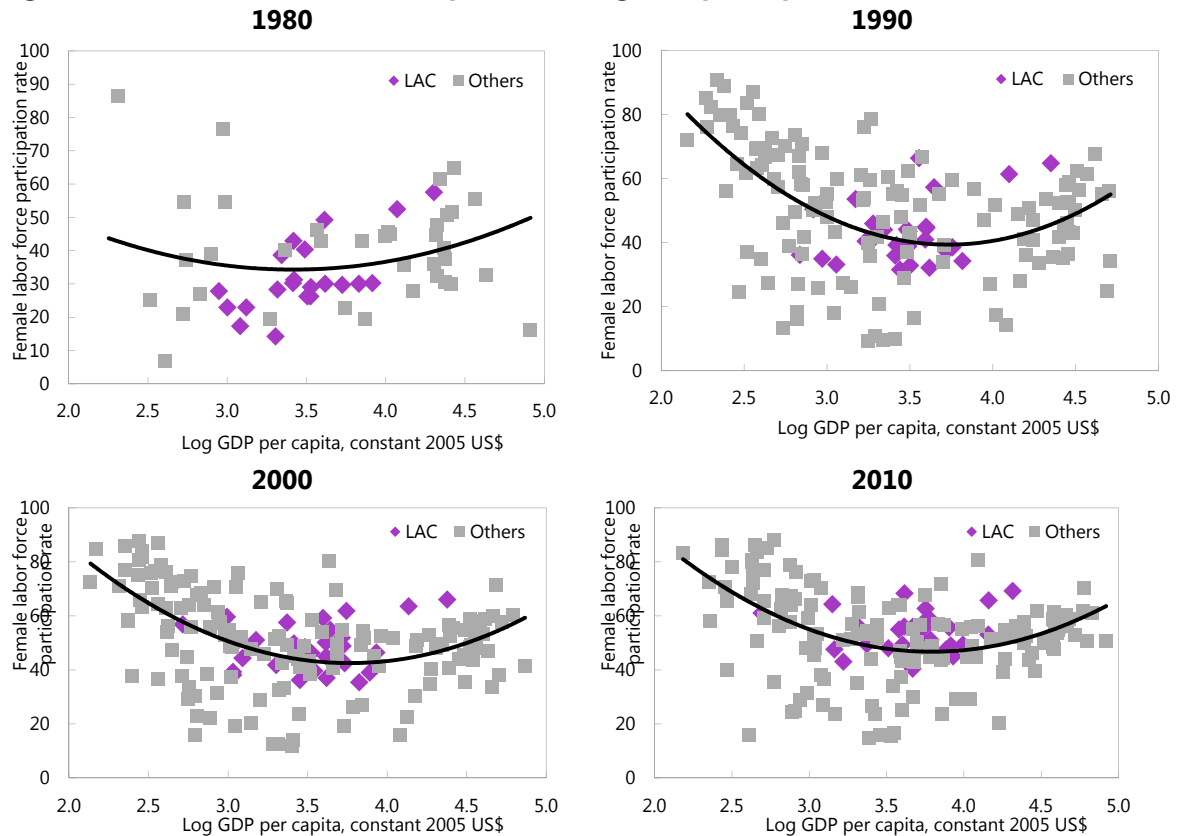 1980
Female labor force participation rate
100
90
80
70
60
50
40
30
20
10
0
LAC
Others
2.0 2.5 3.0 3.5 4.0 4.5 5.0
Log GDP per capita, constant 2005 US$
1990
Female labor force participation rate
100
80
60
40
20
0
LAC
Others
2.0 2.5 3.0 3.5 4.0 4.5 5.0
Log GDP per capita, constant 2005 US$
2000
Female labor force
participation rate
100
80
60
40
20
0
LAC
Others
2.0 2.5 3.0 3.5 4.0 4.5 5.0
Log GDP per capita, constant 2005 US$
2010
Female labor force
participation rate
100
80
60
40
20
0
LAC
Others
2.0 2.5 3.0 3.5 4.0 4.5 5.0
Log GDP per capita, constant 2005 US$